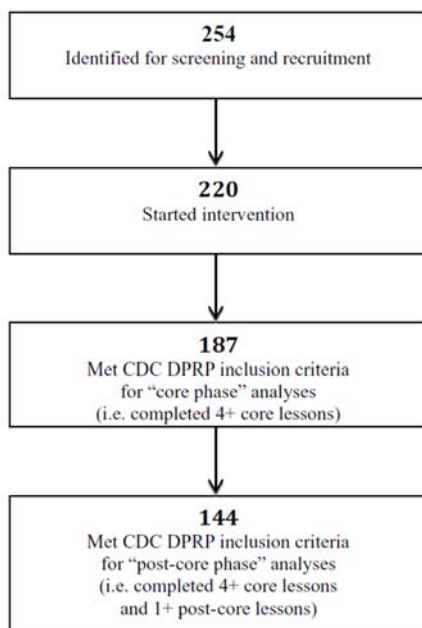 254
Identified for screening and recruitment
220
Started intervention
187
Met CDC DPRP inclusion criteria
for “core phase” analyses
(i.e. completed 4+ core lessons)
144
Met CDC DPRP inclusion criteria
for “post-core phase” analyses
(i.e. completed 4+ core lessons
and 1+ post-core lessons)